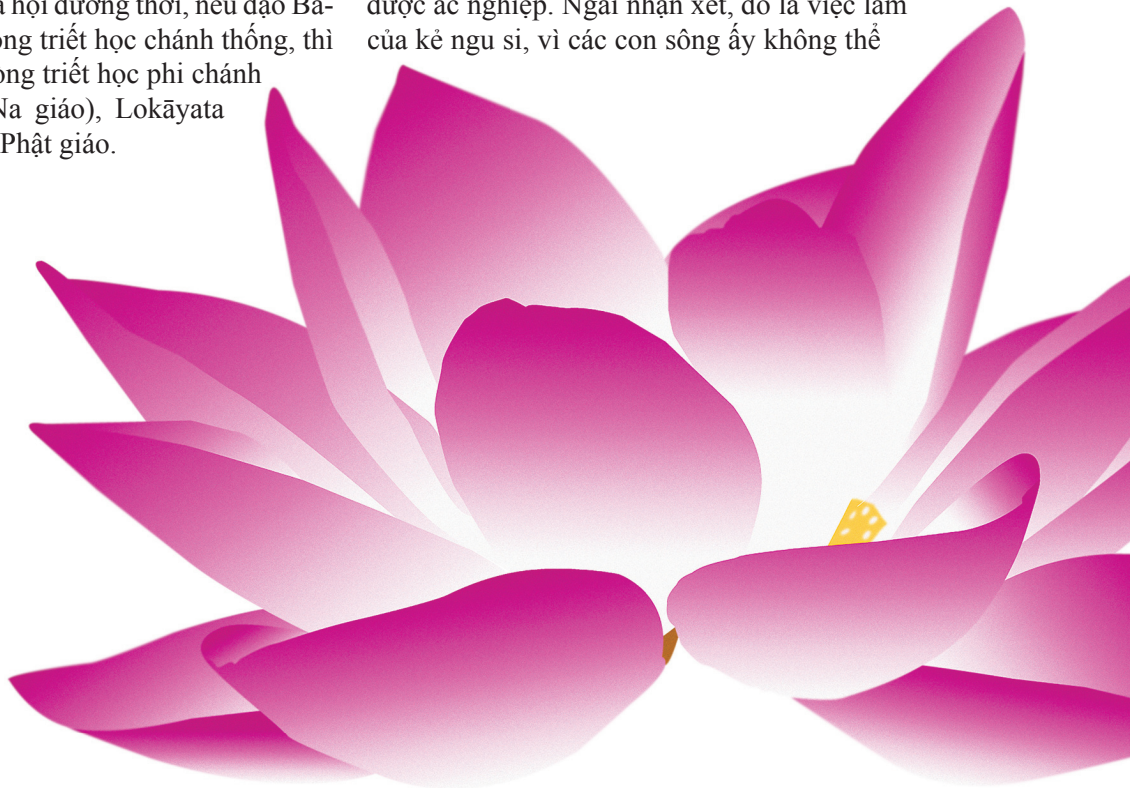 hội đương thời, nếu đạo Bà-
ong triết học chánh thống, thì
ong triết học phi chánh
Na giáo), Lokāyata
Phật giáo.
được ác nghiệp. Ngài nhận xét, đó là việc làm
của kẻ ngu si, vì các con sông ấy không thể